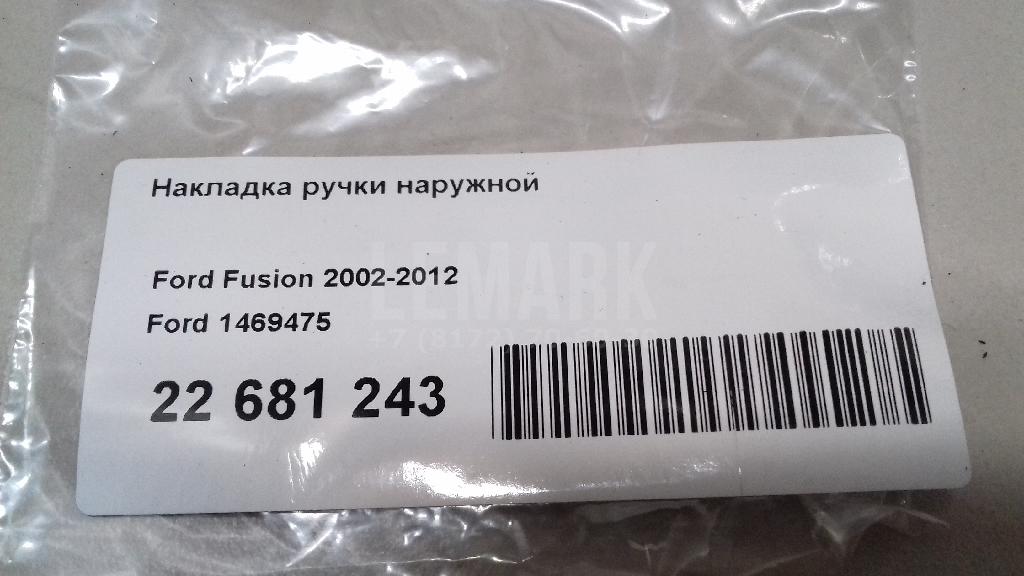 Накладка ручки наружной
LEMARK
Ford Fusion 2002-2012
Ford 1469475
22 681 243